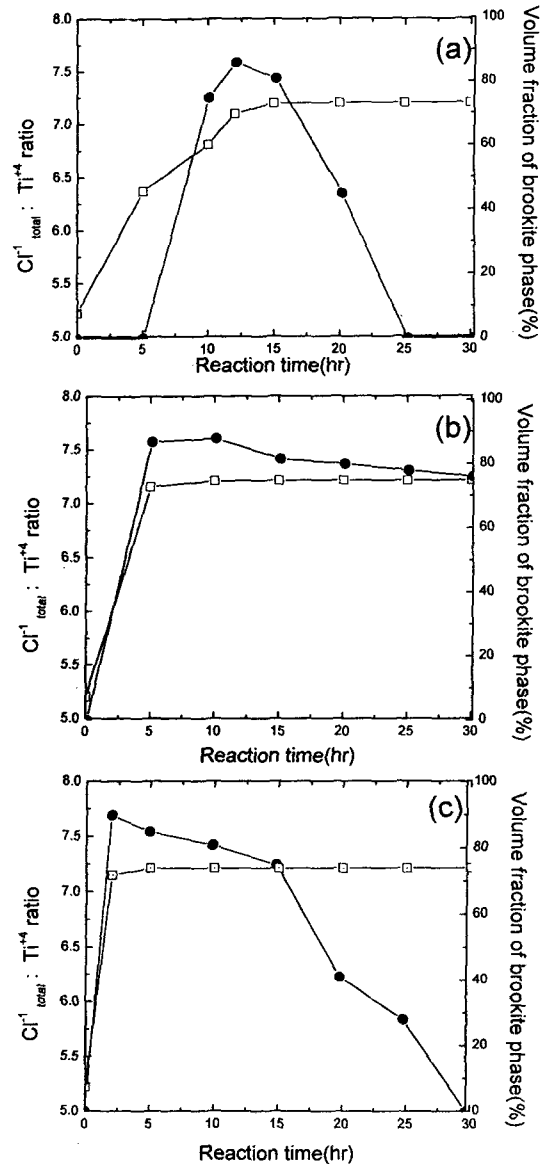 (a)
8.0
7.5
7.0
6.5
6.0
5.5
5.0
Cl⁻¹ total : Ti⁺⁴ ratio
0 5 10 15 20 25 30
Reaction time(hr)
100
80
60
40
20
0
Volume fraction of brookite phase(%)
(b)
8.0
7.5
7.0
6.5
6.0
5.5
5.0
Cl⁻¹ total : Ti⁺⁴ ratio
0 5 10 15 20 25 30
Reaction time(hr)
100
80
60
40
20
0
Volume fraction of brookite phase(%)
(c)
8.0
7.5
7.0
6.5
6.0
5.5
5.0
Cl⁻¹ total : Ti⁺⁴ ratio
0 5 10 15 20 25 30
Reaction time(hr)
100
80
60
40
20
0
Volume fraction of brookite phase(%)